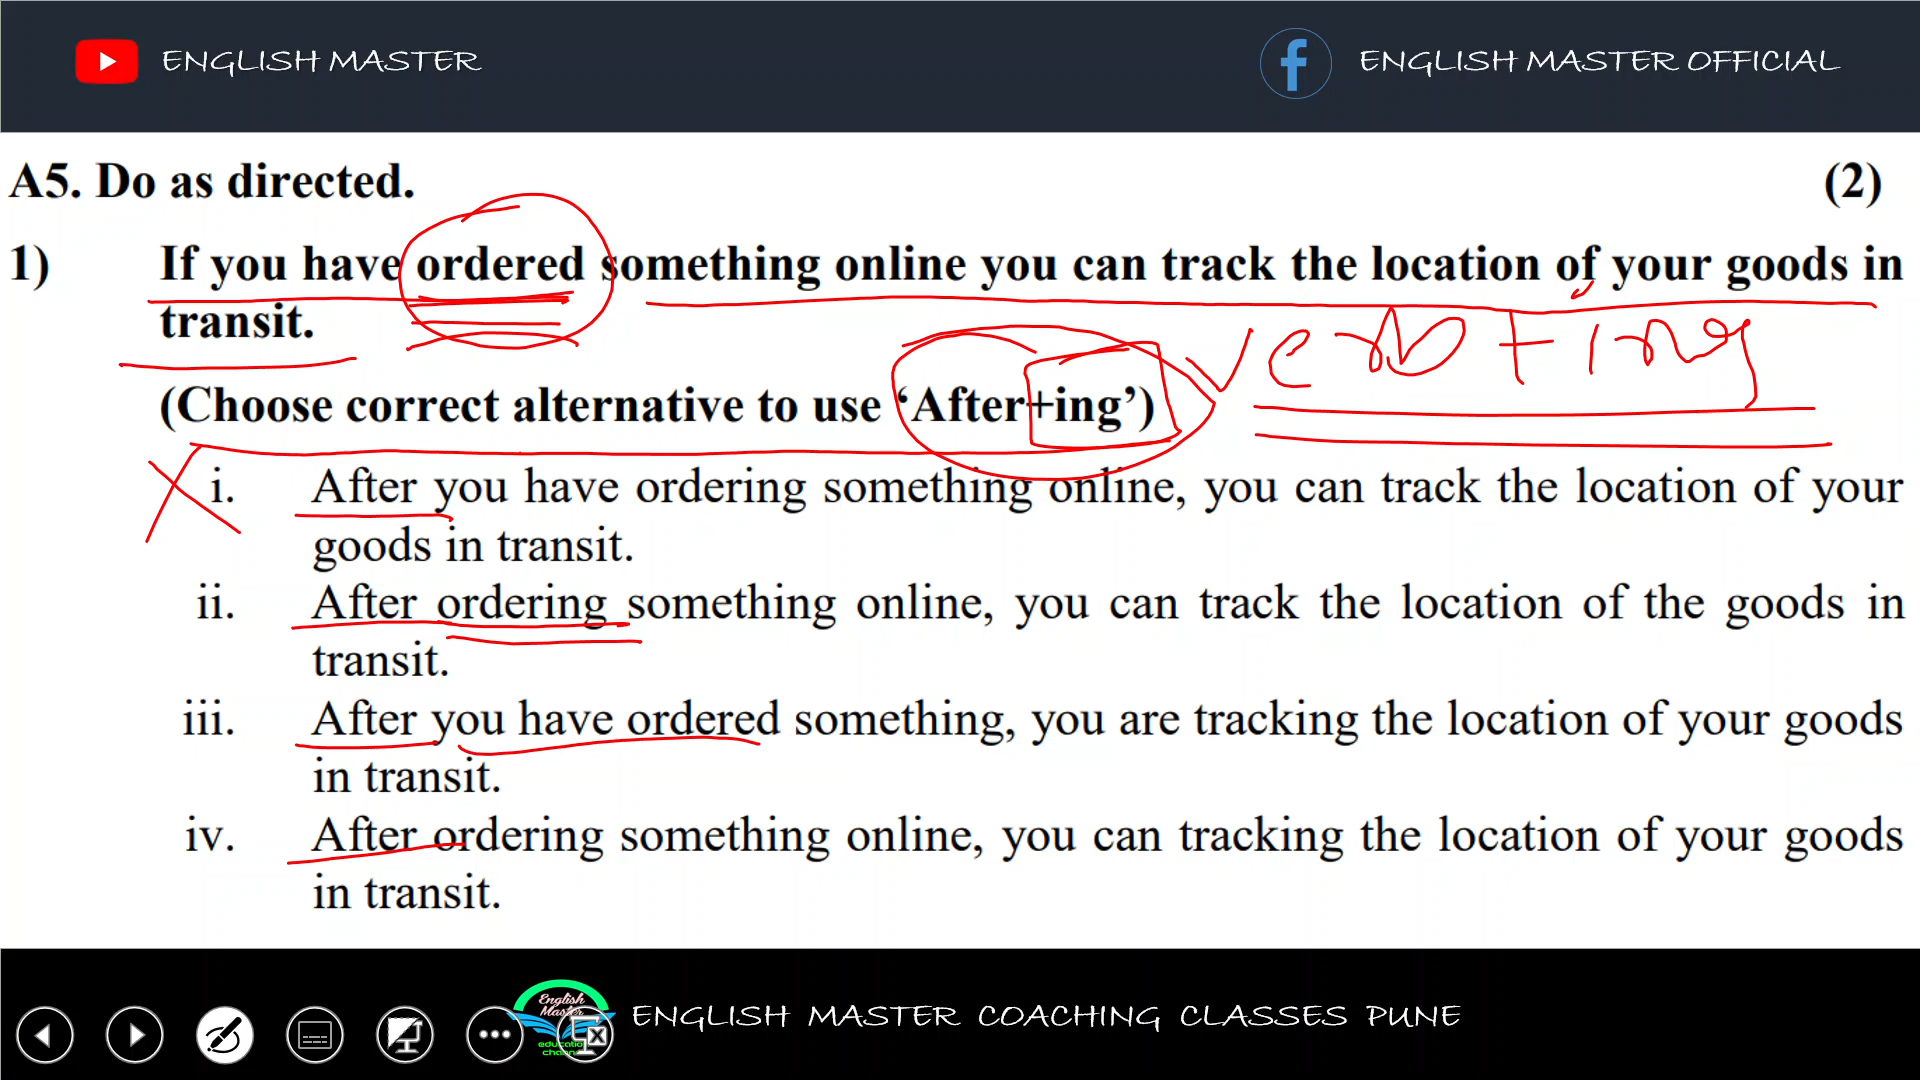 ENGLISH MASTER
ENGLISH MASTER OFFICIAL
A5. Do as directed. (2)
1) If you have ordered something online you can track the location of your goods in
transit.
verb + ing
(Choose correct alternative to use ‘After+ing’)
i. After you have ordering something online, you can track the location of your
goods in transit.
ii. After ordering something online, you can track the location of the goods in
transit.
iii. After you have ordered something, you are tracking the location of your goods
in transit.
iv. After ordering something online, you can tracking the location of your goods
in transit.
English
Master
ENGLISH MASTER COACHING CLASSES PUNE